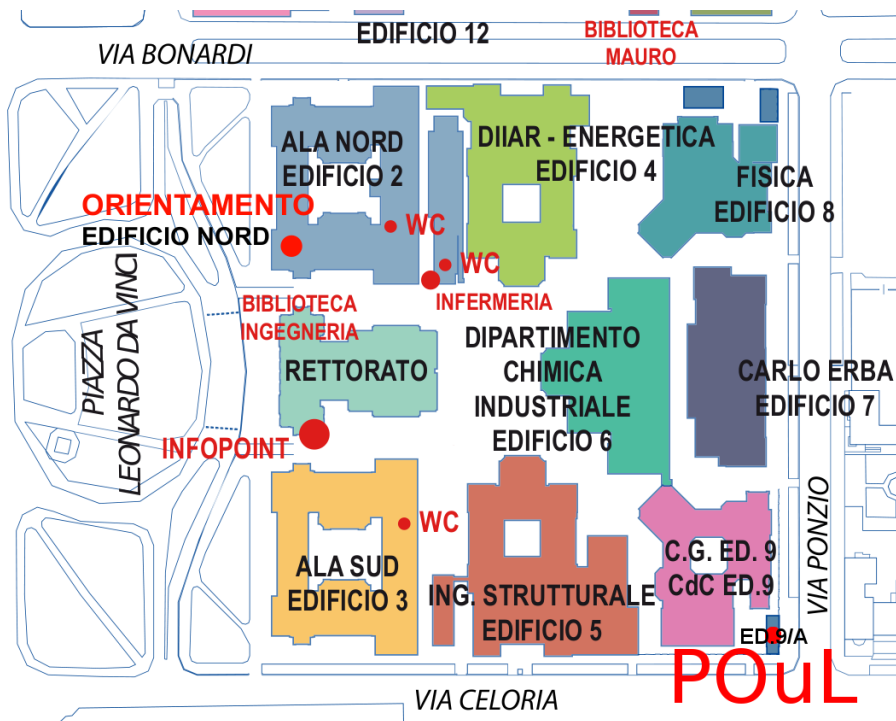 EDIFICIO 12
BIBLIOTECA
MAURO
VIA BONARDI
ALA NORD
EDIFICIO 2
DIIAR - ENERGETICA
EDIFICIO 4
FISICA
EDIFICIO 8
ORIENTAMENTO
EDIFICIO NORD
WC
WC
INFERMERIA
BIBLIOTECA
INGEGNERIA
RETTORATO
DIPARTIMENTO
CHIMICA
INDUSTRIALE
EDIFICIO 6
CARLO ERBA
EDIFICIO 7
PIAZZA
LEONARDO DA VINCI
INFOPOINT
WC
ALA SUD
EDIFICIO 3
ING. STRUTTURALE
EDIFICIO 5
C.G. ED. 9
CdC ED.9
VIA PONZIO
ED.9/A
POuL
VIA CELORIA